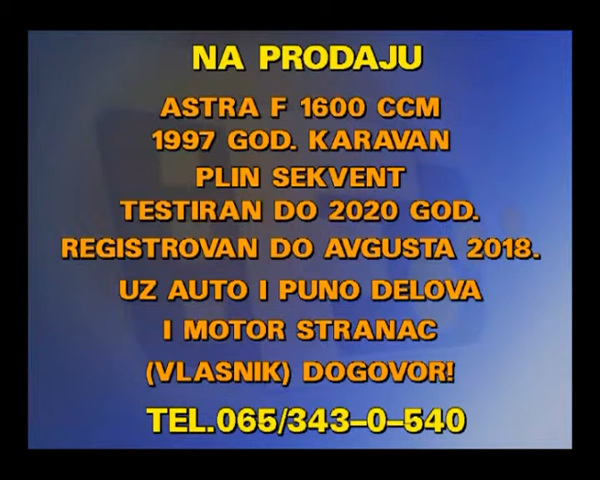 NA PRODAJU
ASTRA F 1600 CCM
1997 GOD. KARAVAN
PLIN SEKVENT
TESTIRAN DO 2020 GOD.
REGISTROVAN DO AVGUSTA 2018.
UZ AUTO I PUNO DELOVA
I MOTOR STRANAC
(VLASNIK) DOGOVOR!
TEL.065/343-0-540